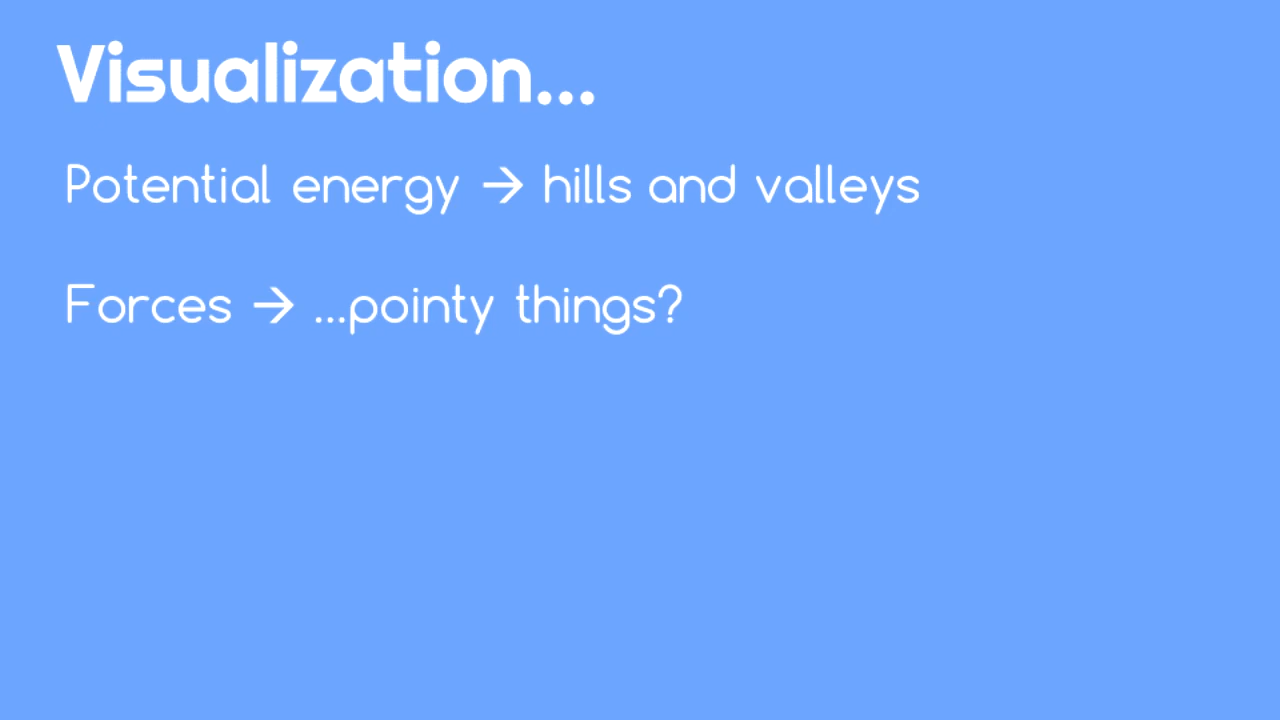 Visualization...
Potential energy → hills and valleys
Forces → ...pointy things?